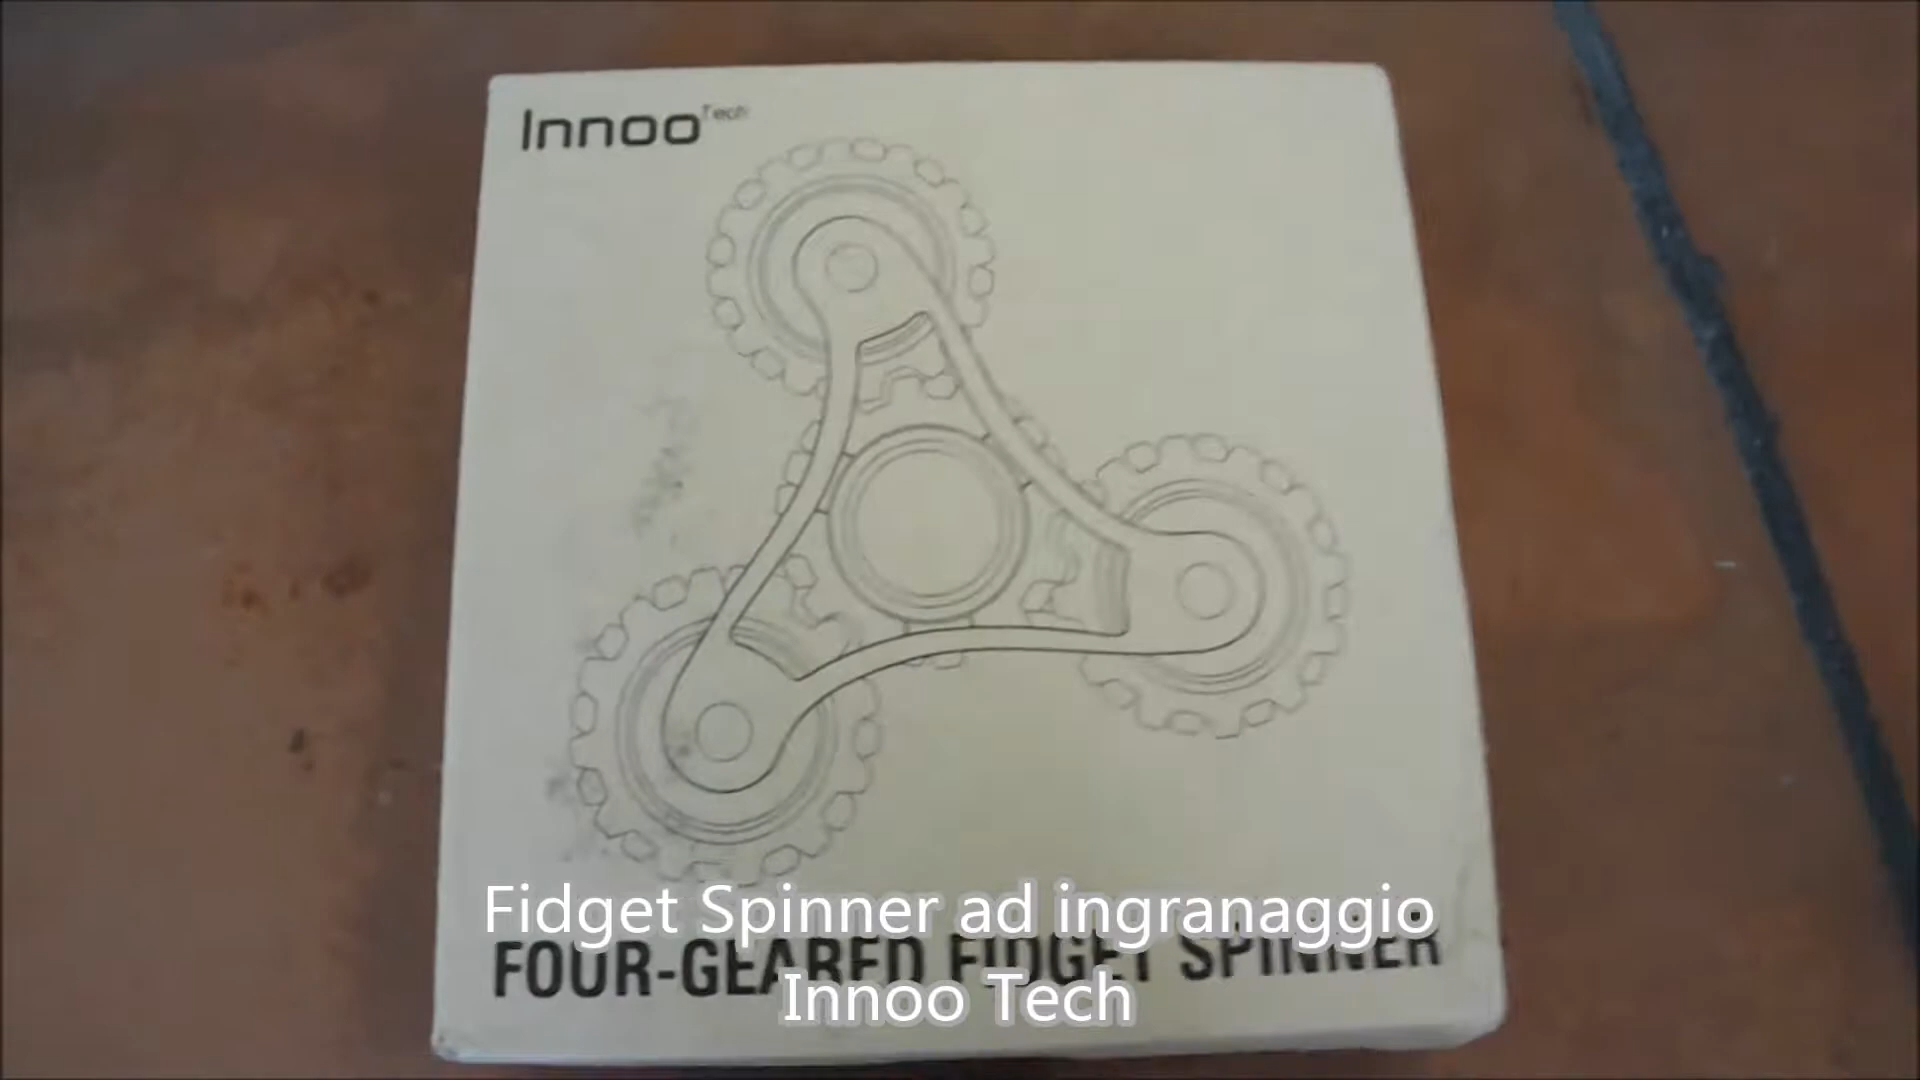 Innoo Tech
Fidget Spinner ad ingranaggio
FOUR-GEARED FIDGET SPINNER
Innoo Tech